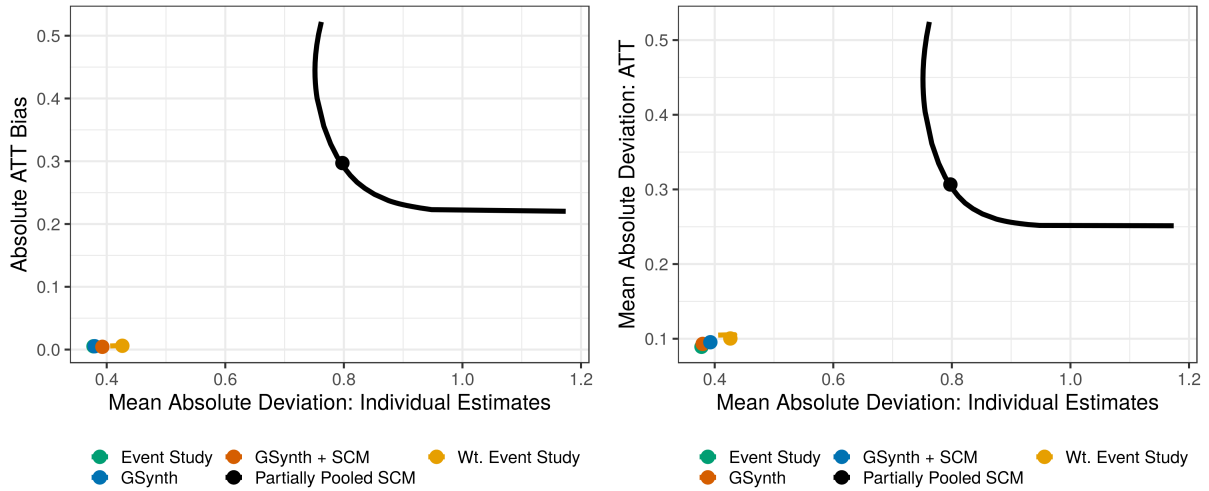 Absolute ATT Bias
0.5
0.4
0.3
0.2
0.1
0.0
0.4 0.6 0.8 1.0 1.2
Mean Absolute Deviation: Individual Estimates
Event Study GSynth + SCM Wt. Event Study
GSynth Partially Pooled SCM
Mean Absolute Deviation: ATT
0.5
0.4
0.3
0.2
0.1
0.4 0.6 0.8 1.0 1.2
Mean Absolute Deviation: Individual Estimates
Event Study GSynth + SCM Wt. Event Study
GSynth Partially Pooled SCM